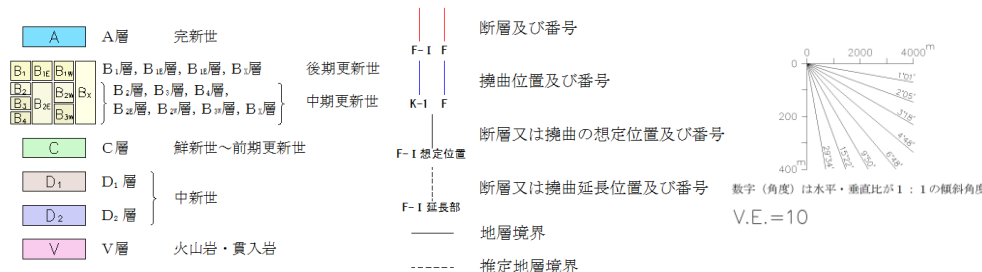 A A層 完新世
B₁ B₁E B₁W Bx B₁層, B₁E層, B₁E層, Bx層 後期更新世
B₂ B₂E B₂W B₂層, B₃層, B₄層, 中期更新世
B₃ B₃W B₂E層, B₂W層, B₃W層, Bx層
B₄
C C層 鮮新世～前期更新世
D₁ D₁層 中新世
D₂ D₂層
V V層 火山岩・貫入岩
F-I F 断層及び番号
K-1 F 撓曲位置及び番号
F-I 想定位置 断層又は撓曲の想定位置及び番号
F-I 延長部 断層又は撓曲延長位置及び番号
地層境界
推定地層境界
0 2000 4000 m
0
200
400 m
1°01'
2°05'
3°18'
4°48'
6°48'
9°50'
15°22'
29°34'
数字（角度）は水平・垂直比が１：１の傾斜角度
V.E.=10